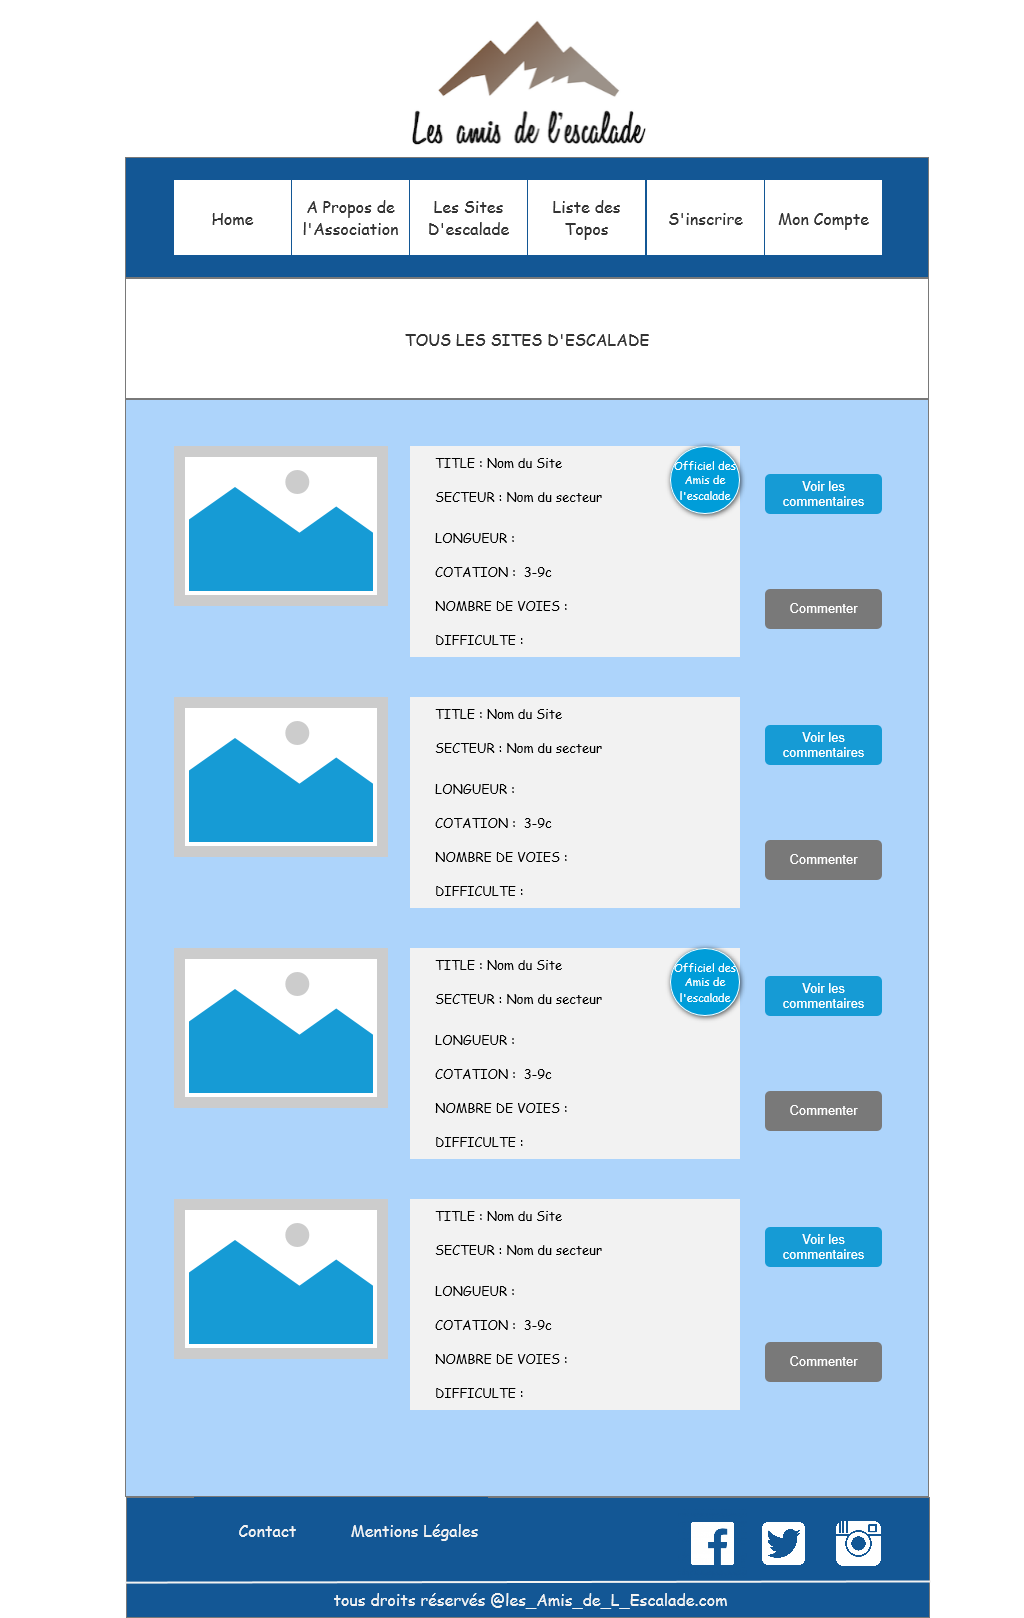 Les amis de l'escalade
Home
A Propos de
l'Association
Les Sites
D'escalade
Liste des
Topos
S'inscrire
Mon Compte
TOUS LES SITES D'ESCALADE
TITLE : Nom du Site
SECTEUR : Nom du secteur
LONGUEUR :
COTATION : 3-9c
NOMBRE DE VOIES :
DIFFICULTE :
Officiel des
Amis de
l'escalade
Voir les
commentaires
Commenter
TITLE : Nom du Site
SECTEUR : Nom du secteur
LONGUEUR :
COTATION : 3-9c
NOMBRE DE VOIES :
DIFFICULTE :
Voir les
commentaires
Commenter
TITLE : Nom du Site
SECTEUR : Nom du secteur
LONGUEUR :
COTATION : 3-9c
NOMBRE DE VOIES :
DIFFICULTE :
Officiel des
Amis de
l'escalade
Voir les
commentaires
Commenter
TITLE : Nom du Site
SECTEUR : Nom du secteur
LONGUEUR :
COTATION : 3-9c
NOMBRE DE VOIES :
DIFFICULTE :
Voir les
commentaires
Commenter
Contact
Mentions Légales
tous droits réservés @les_Amis_de_L_Escalade.com